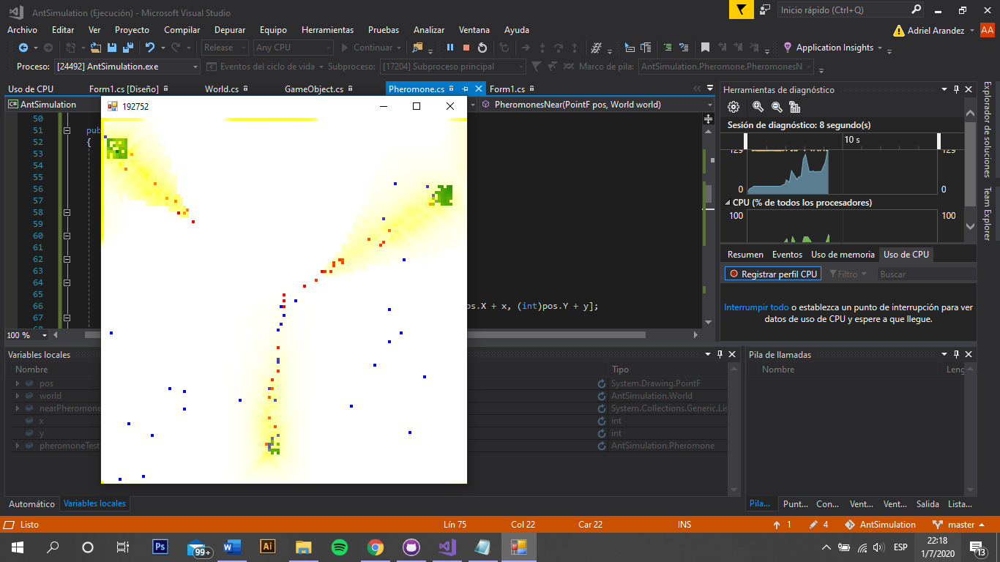 AntSimulation (Ejecución) - Microsoft Visual Studio
Inicio rápido (Ctrl+Q)
Archivo Editar Ver Proyecto Compilar Depurar Equipo Herramientas Pruebas Analizar Ventana Ayuda
Adriel Arandez AA
Release Any CPU Continuar Application Insights
Proceso: [24492] AntSimulation.exe Eventos del ciclo de vida Subproceso: [17204] Subproceso principal Marco de pila: AntSimulation.Pheromone.PheromonesN
Uso de CPU Form1.cs [Diseño] World.cs GameObject.cs Pheromone.cs Form1.cs
C# AntSimulation PheromonesNear(PointF pos, World world)
192752
50
51 pub
52 {
53
54
55
56
57
58
59
60
61
62
63
64
65
66 os.X + x, (int)pos.Y + y];
67
68
100 %
Herramientas de diagnóstico
Sesión de diagnóstico: 8 segundo(s)
10 s
129 129
0 0
CPU (% de todos los procesadores)
100 100
Resumen Eventos Uso de memoria Uso de CPU
Registrar perfil CPU Filtro Buscar
Interrumpir todo o establezca un punto de interrupción para ver
datos de uso de CPU y espere a que llegue.
Explorador de soluciones
Team Explorer
Variables locales
Nombre Tipo
pos System.Drawing.PointF
world AntSimulation.World
nearPheromone System.Collections.Generic.Lis
x int
y int
pheromoneTest AntSimulation.Pheromone
Automático Variables locales
Pila de llamadas
Nombre Leng
Pila... Punt... Con... Vent... Vent... Salida Lista...
Listo Lín 75 Col 22 Car 22 INS 1 4 AntSimulation master
Ps 99+ W Ai ESP
22:18
1/7/2020
13